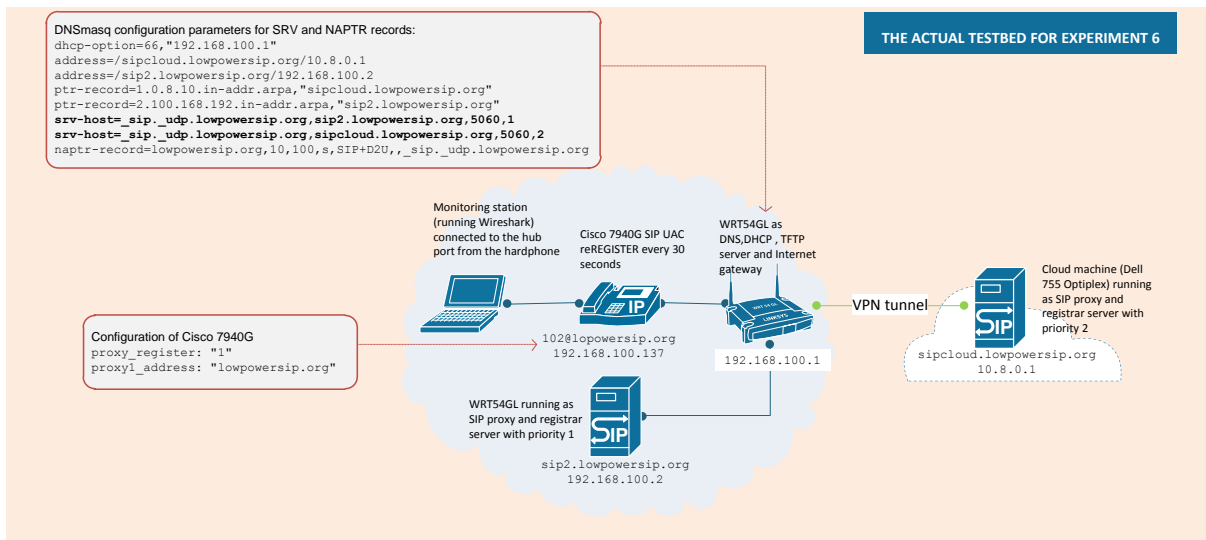 DNSmasq configuration parameters for SRV and NAPTR records:
dhcp-option=66,"192.168.100.1"
address=/sipcloud.lowpowersip.org/10.8.0.1
address=/sip2.lowpowersip.org/192.168.100.2
ptr-record=1.0.8.10.in-addr.arpa,"sipcloud.lowpowersip.org"
ptr-record=2.100.168.192.in-addr.arpa,"sip2.lowpowersip.org"
srv-host=_sip._udp.lowpowersip.org,sip2.lowpowersip.org,5060,1
srv-host=_sip._udp.lowpowersip.org,sipcloud.lowpowersip.org,5060,2
naptr-record=lowpowersip.org,10,100,s,SIP+D2U,,_sip._udp.lowpowersip.org
THE ACTUAL TESTBED FOR EXPERIMENT 6
Monitoring station
(running Wireshark)
connected to the hub
port from the hardphone
Cisco 7940G SIP UAC
reREGISTER every 30
seconds
WRT54GL as
DNS,DHCP , TFTP
server and Internet
gateway
Cloud machine (Dell
755 Optiplex) running
as SIP proxy and
registrar server with
priority 2
IP
WRT 54 GL
LINKSYS
VPN tunnel
SIP
Configuration of Cisco 7940G
proxy_register: "1"
proxy1_address: "lowpowersip.org"
102@lopowersip.org
192.168.100.137
192.168.100.1
sipcloud.lowpowersip.org
10.8.0.1
WRT54GL running as
SIP proxy and registrar
server with priority 1
SIP
sip2.lowpowersip.org
192.168.100.2